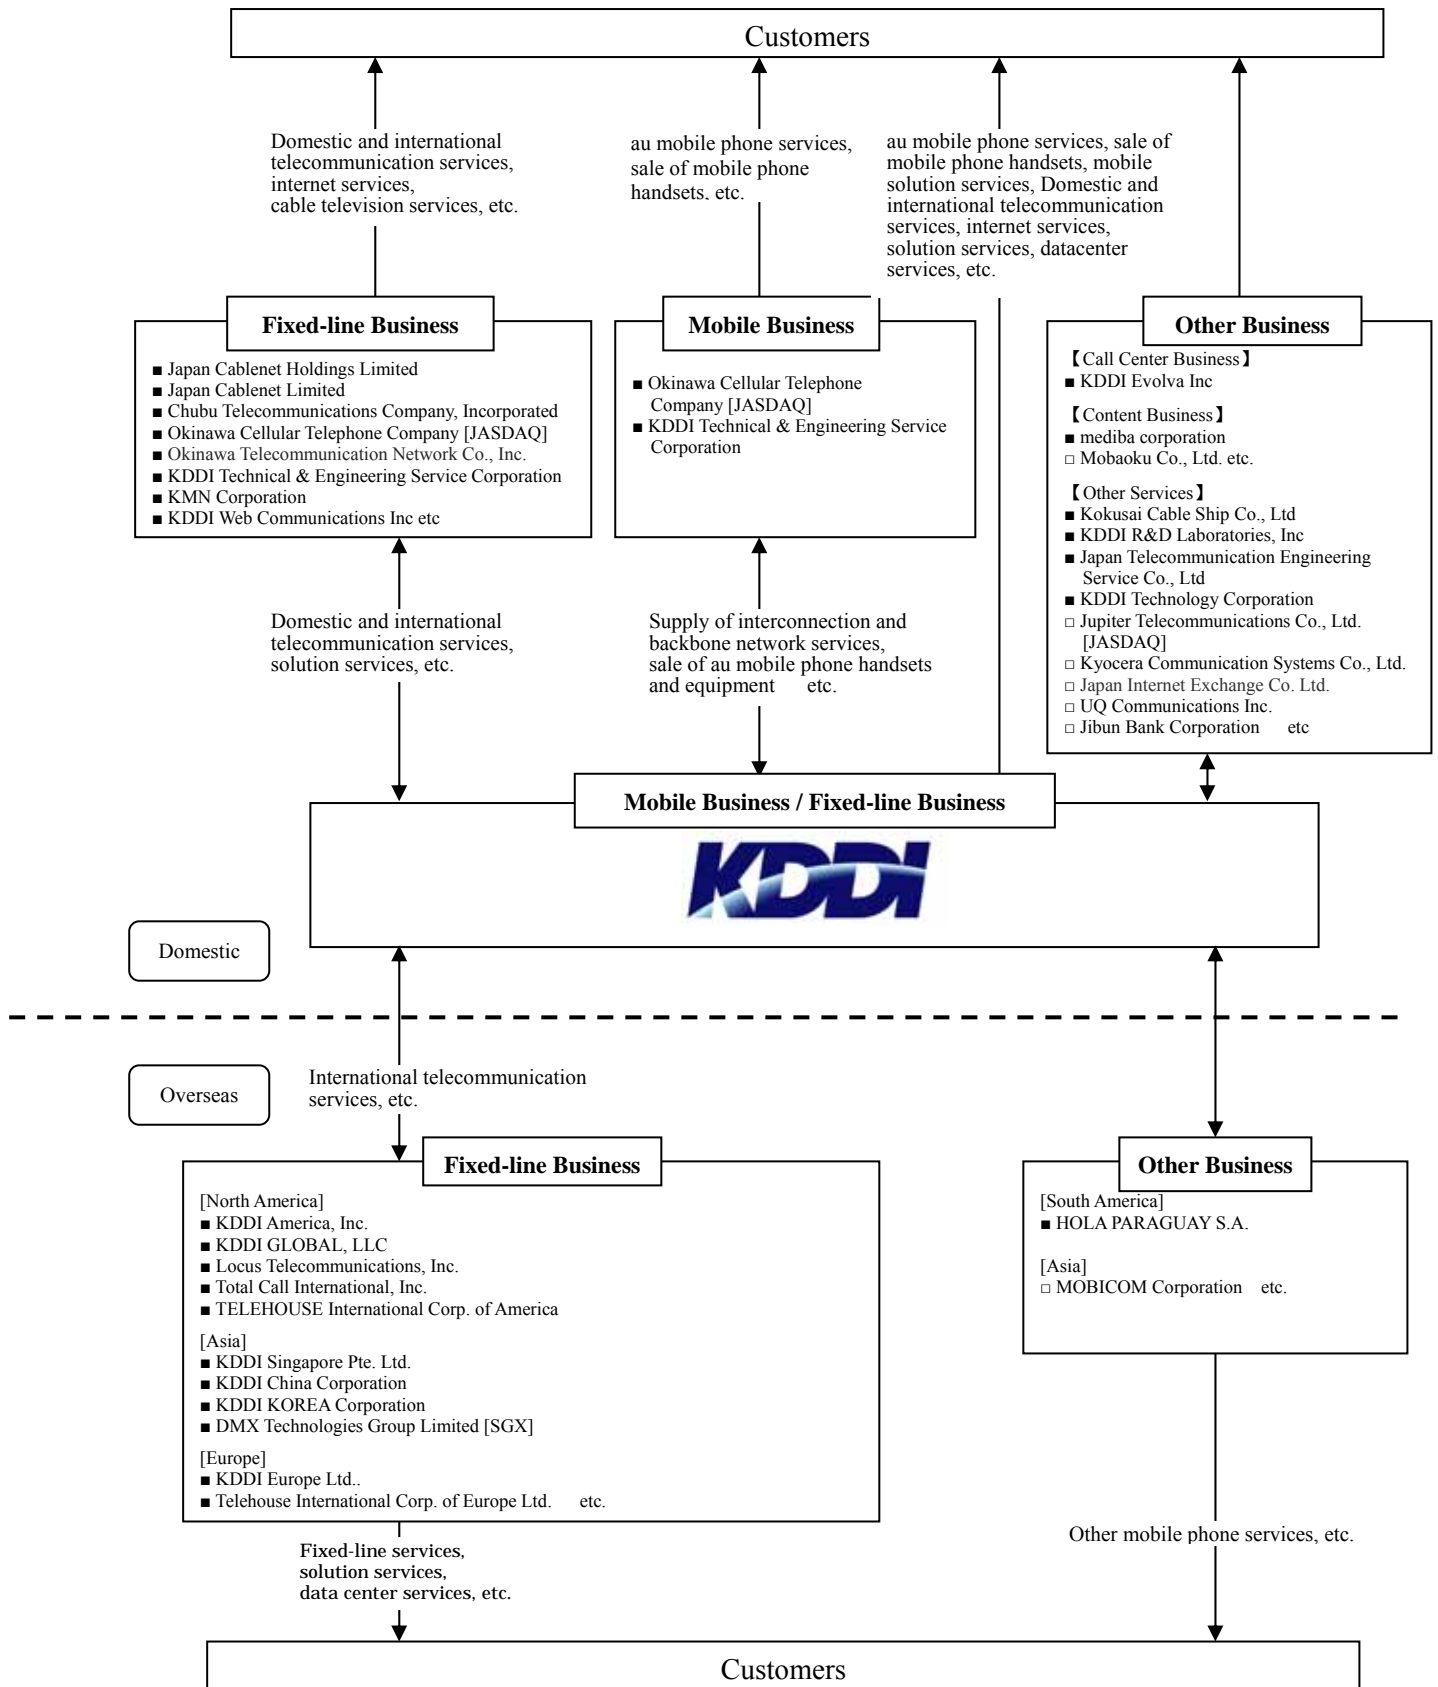 Customers
Domestic and international
telecommunication services,
internet services,
cable television services, etc.
au mobile phone services,
sale of mobile phone
handsets, etc.
au mobile phone services, sale of
mobile phone handsets, mobile
solution services, Domestic and
international telecommunication
services, internet services,
solution services, datacenter
services, etc.
Fixed-line Business
■ Japan Cablenet Holdings Limited
■ Japan Cablenet Limited
■ Chubu Telecommunications Company, Incorporated
■ Okinawa Cellular Telephone Company [JASDAQ]
■ Okinawa Telecommunication Network Co., Inc.
■ KDDI Technical & Engineering Service Corporation
■ KMN Corporation
■ KDDI Web Communications Inc etc
Mobile Business
■ Okinawa Cellular Telephone
Company [JASDAQ]
■ KDDI Technical & Engineering Service
Corporation
Other Business
【Call Center Business】
■ KDDI Evolva Inc
【Content Business】
■ mediba corporation
□ Mobaoku Co., Ltd. etc.
【Other Services】
■ Kokusai Cable Ship Co., Ltd
■ KDDI R&D Laboratories, Inc
■ Japan Telecommunication Engineering
Service Co., Ltd
■ KDDI Technology Corporation
□ Jupiter Telecommunications Co., Ltd.
[JASDAQ]
□ Kyocera Communication Systems Co., Ltd.
□ Japan Internet Exchange Co. Ltd.
□ UQ Communications Inc.
□ Jibun Bank Corporation etc
Domestic and international
telecommunication services,
solution services, etc.
Supply of interconnection and
backbone network services,
sale of au mobile phone handsets
and equipment etc.
Mobile Business / Fixed-line Business
KDDI
Domestic
Overseas
International telecommunication
services, etc.
Fixed-line Business
[North America]
■ KDDI America, Inc.
■ KDDI GLOBAL, LLC
■ Locus Telecommunications, Inc.
■ Total Call International, Inc.
■ TELEHOUSE International Corp. of America
[Asia]
■ KDDI Singapore Pte. Ltd.
■ KDDI China Corporation
■ KDDI KOREA Corporation
■ DMX Technologies Group Limited [SGX]
[Europe]
■ KDDI Europe Ltd..
■ Telehouse International Corp. of Europe Ltd. etc.
Other Business
[South America]
■ HOLA PARAGUAY S.A.
[Asia]
□ MOBICOM Corporation etc.
Fixed-line services,
solution services,
data center services, etc.
Other mobile phone services, etc.
Customers